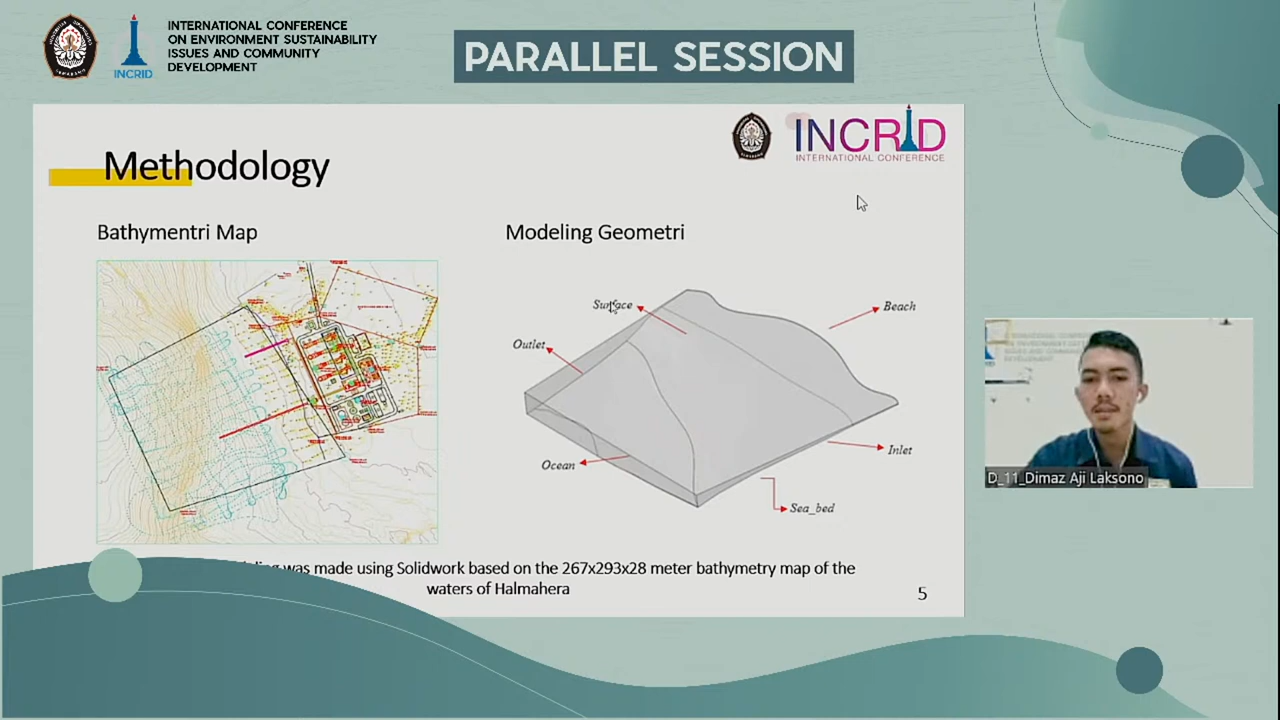 INTERNATIONAL CONFERENCE
ON ENVIRONMENT SUSTAINABILITY
ISSUES AND COMMUNITY
DEVELOPMENT
INCRID
PARALLEL SESSION
INCRID
INTERNATIONAL CONFERENCE
Methodology
Bathymentri Map
Modeling Geometri
Surface
Beach
Outlet
Inlet
Ocean
Sea_bed
was made using Solidwork based on the 267x293x28 meter bathymetry map of the
waters of Halmahera
5
D_11_Dimaz Aji Laksono